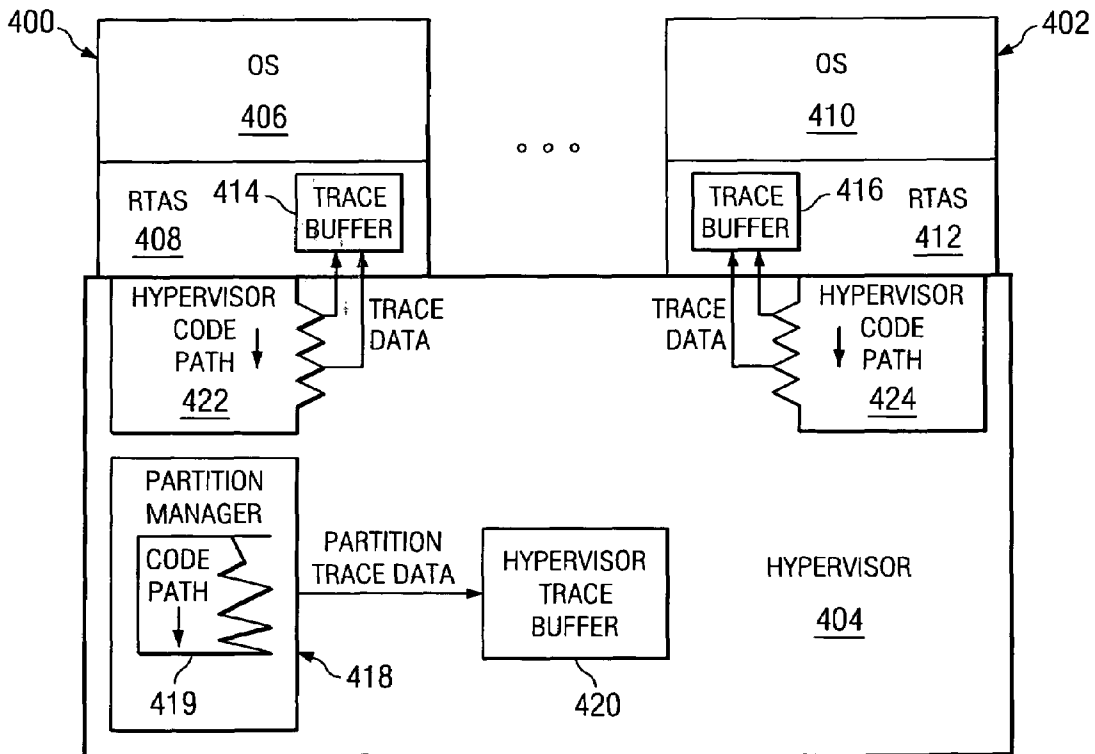 400
402
OS
406
OS
410
RTAS
408
414
TRACE
BUFFER
TRACE
BUFFER
416
RTAS
412
HYPERVISOR
CODE
PATH
422
TRACE
DATA
TRACE
DATA
HYPERVISOR
CODE
PATH
424
PARTITION
MANAGER
CODE
PATH
419
418
PARTITION
TRACE DATA
HYPERVISOR
TRACE
BUFFER
420
HYPERVISOR
404